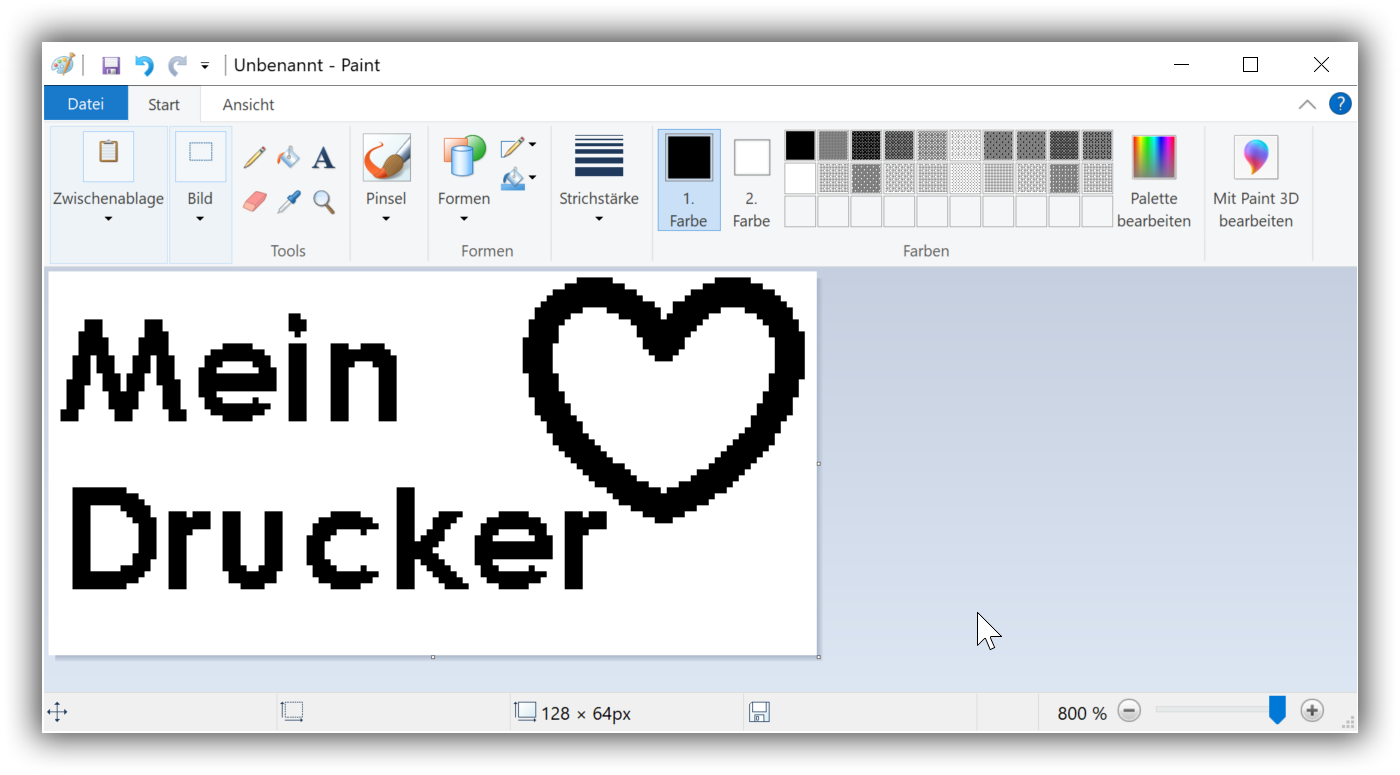 Unbenannt - Paint
Datei Start Ansicht ?
Zwischenablage Bild A Pinsel Formen Strichstärke 1. Farbe 2. Farbe Palette bearbeiten Mit Paint 3D bearbeiten
Tools Formen Farben
Mein
Drucker
128 × 64px 800 %